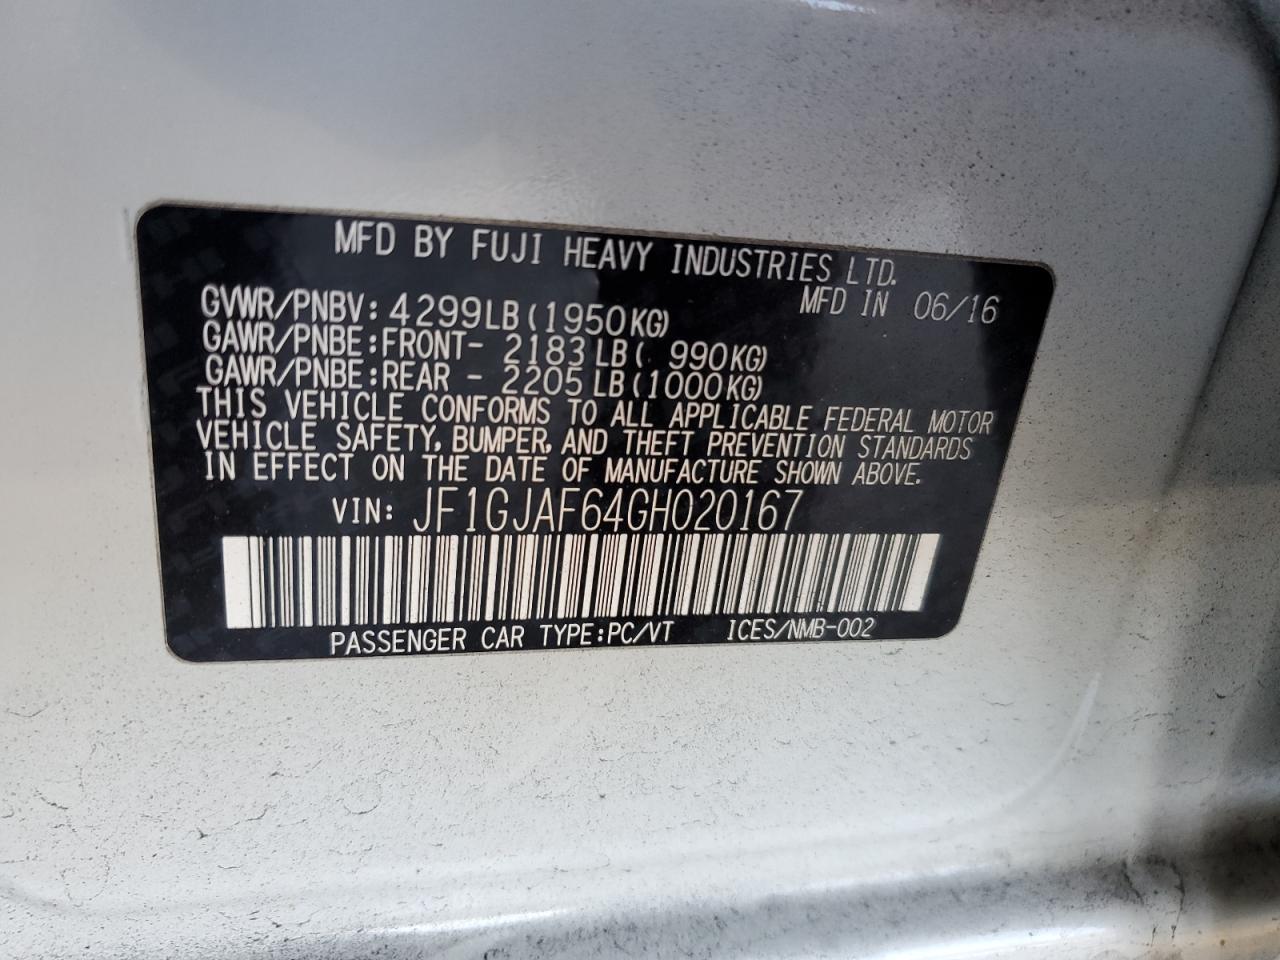 MFD BY FUJI HEAVY INDUSTRIES LTD.
MFD IN 06/16
GVWR/PNBV: 4299LB(1950KG)
GAWR/PNBE:FRONT- 2183LB( 990KG)
GAWR/PNBE:REAR - 2205LB(1000KG)
THIS VEHICLE CONFORMS TO ALL APPLICABLE FEDERAL MOTOR
VEHICLE SAFETY, BUMPER, AND THEFT PREVENTION STANDARDS
IN EFFECT ON THE DATE OF MANUFACTURE SHOWN ABOVE.
VIN: JF1GJAF64GH020167
PASSENGER CAR TYPE:PC/VT ICES/NMB-002